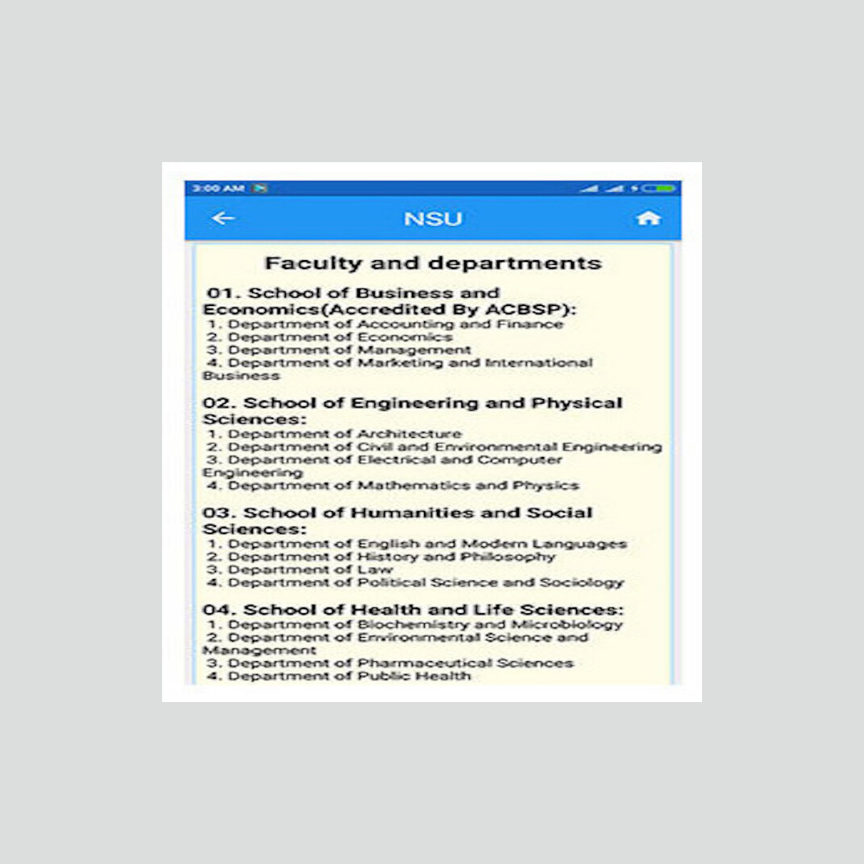 3:00 AM
NSU
Faculty and departments
01. School of Business and
Economics(Accredited By ACBSP):
1. Department of Accounting and Finance
2. Department of Economics
3. Department of Management
4. Department of Marketing and International
Business
02. School of Engineering and Physical
Sciences:
1. Department of Architecture
2. Department of Civil and Environmental Engineering
3. Department of Electrical and Computer
Engineering
4. Department of Mathematics and Physics
03. School of Humanities and Social
Sciences:
1. Department of English and Modern Languages
2. Department of History and Philosophy
3. Department of Law
4. Department of Political Science and Sociology
04. School of Health and Life Sciences:
1. Department of Biochemistry and Microbiology
2. Department of Environmental Science and
Management
3. Department of Pharmaceutical Sciences
4. Department of Public Health